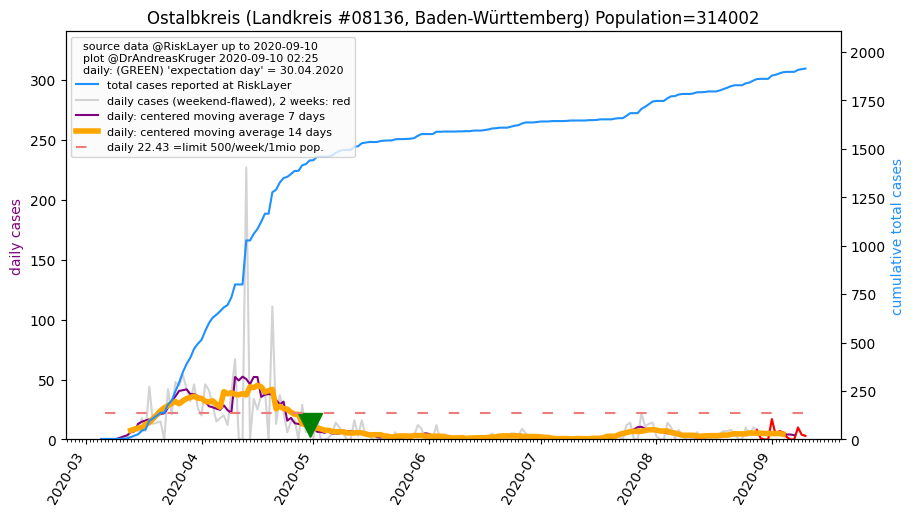 Ostalbkreis (Landkreis #08136, Baden-Württemberg) Population=314002
source data @RiskLayer up to 2020-09-10
plot @DrAndreasKruger 2020-09-10 02:25
daily: (GREEN) 'expectation day' = 30.04.2020
total cases reported at RiskLayer
daily cases (weekend-flawed), 2 weeks: red
daily: centered moving average 7 days
daily: centered moving average 14 days
daily 22.43 =limit 500/week/1mio pop.
daily cases
300
250
200
150
100
50
0
cumulative total cases
2000
1750
1500
1250
1000
750
500
250
0
2020-03
2020-04
2020-05
2020-06
2020-07
2020-08
2020-09